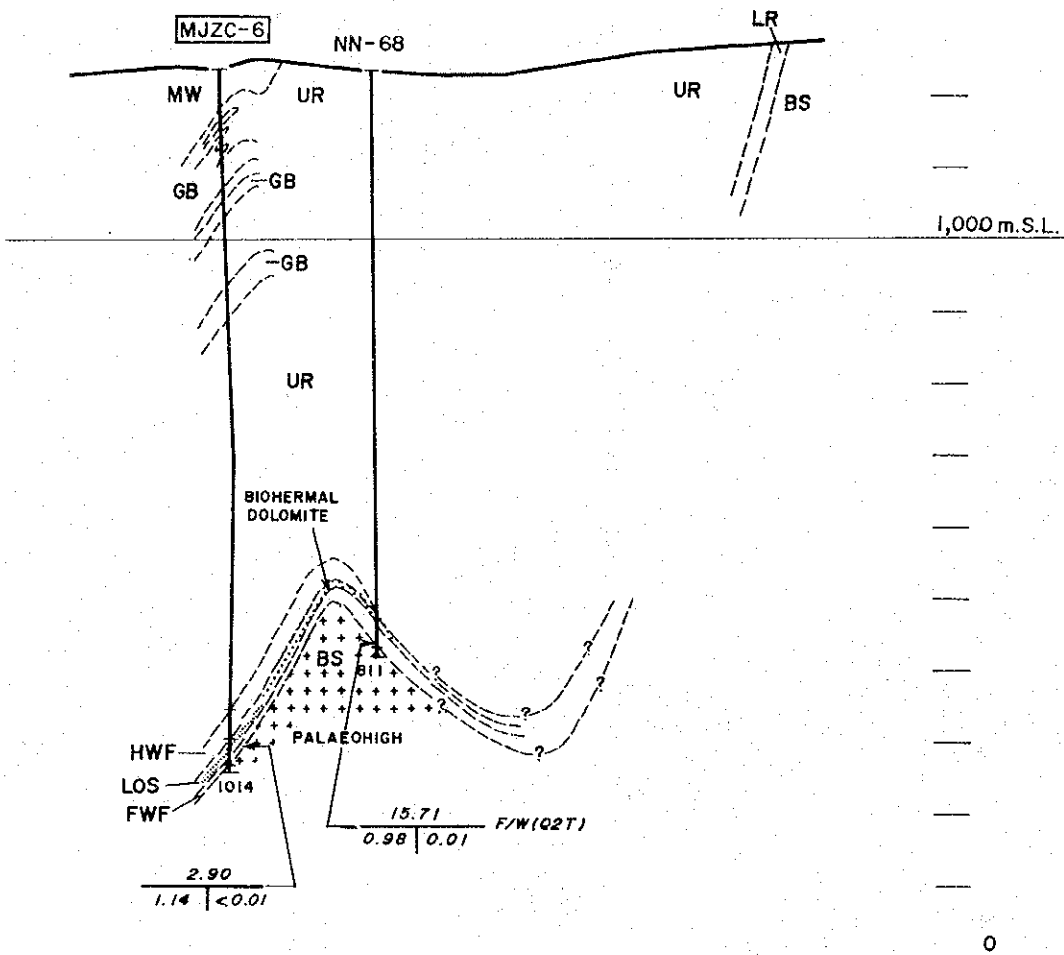 LR
MJZC-6
NN-68
MW
UR
UR
BS
GB
GB
1,000 m.S.L.
GB
UR
BIOHERMAL
DOLOMITE
?
BS
811
?
?
?
?
?
PALAEOHIGH
HWF
LOS
1014
FWF
15.71
F/W(Q2T)
0.98 0.01
2.90
1.14 <0.01
0